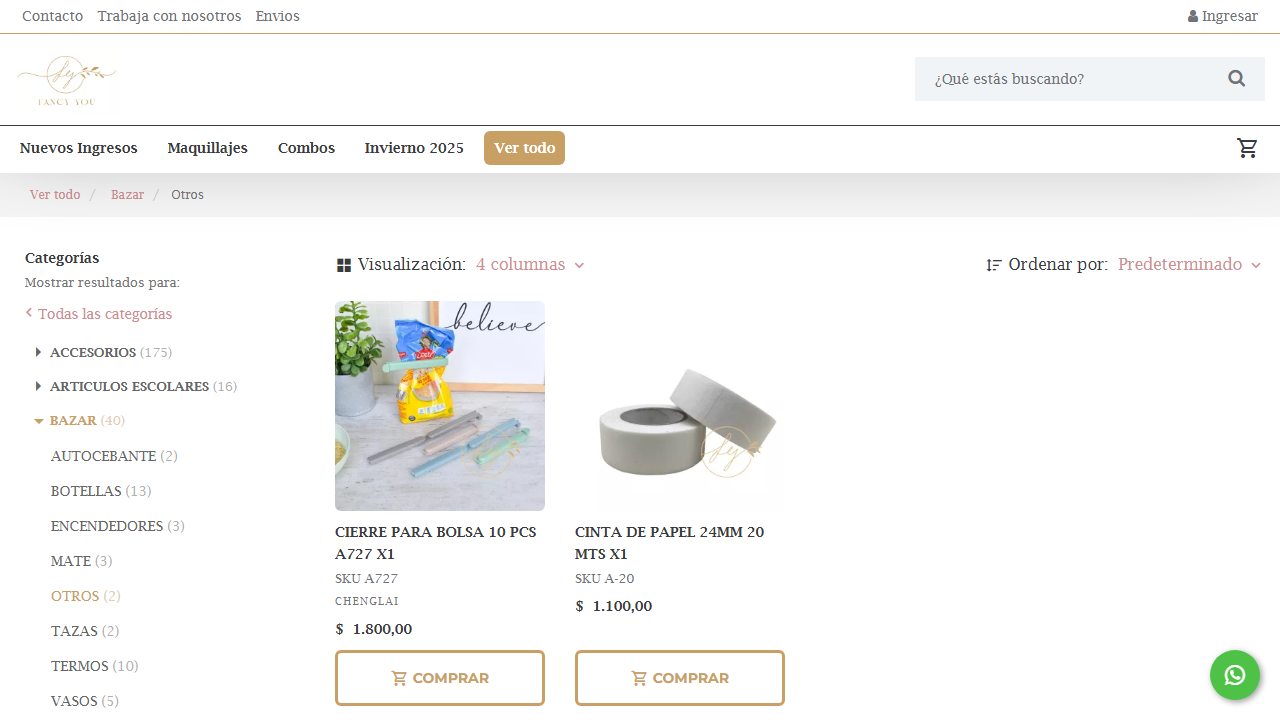 Contacto Trabaja con nosotros Envios Ingresar
FANCY YOU
¿Qué estás buscando?
Nuevos Ingresos Maquillajes Combos Invierno 2025 Ver todo
Ver todo / Bazar / Otros
Categorías
Mostrar resultados para:
Todas las categorías
ACCESORIOS (175)
ARTICULOS ESCOLARES (16)
BAZAR (40)
AUTOCEBANTE (2)
BOTELLAS (13)
ENCENDEDORES (3)
MATE (3)
OTROS (2)
TAZAS (2)
TERMOS (10)
VASOS (5)
Visualización: 4 columnas
Ordenar por: Predeterminado
believe
CIERRE PARA BOLSA 10 PCS
A727 X1
SKU A727
CHENGLAI
$ 1.800,00
COMPRAR
CINTA DE PAPEL 24MM 20
MTS X1
SKU A-20
$ 1.100,00
COMPRAR